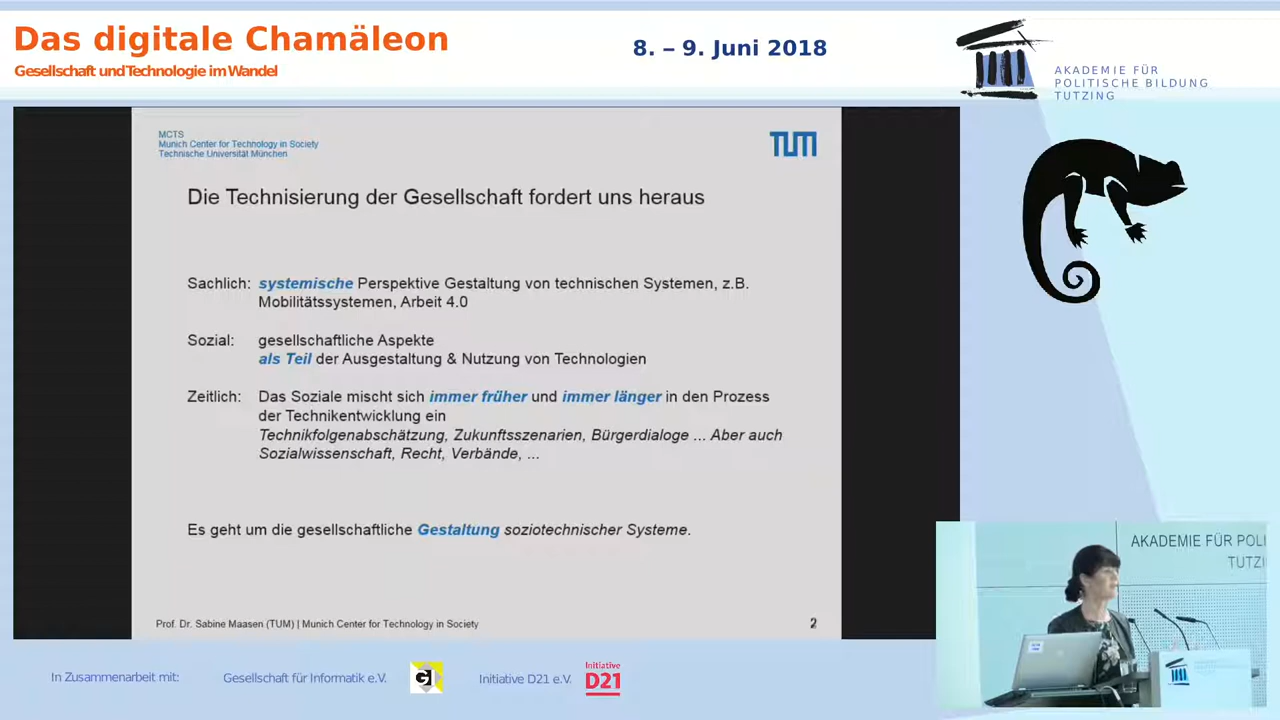 Das digitale Chamäleon
Gesellschaft und Technologie im Wandel
8. – 9. Juni 2018
AKADEMIE FÜR
POLITISCHE BILDUNG
TUTZING
MCTS
Munich Center for Technology in Society
Technische Universität München
TUM
Die Technisierung der Gesellschaft fordert uns heraus
Sachlich: systemische Perspektive Gestaltung von technischen Systemen, z.B.
Mobilitätssystemen, Arbeit 4.0
Sozial: gesellschaftliche Aspekte
als Teil der Ausgestaltung & Nutzung von Technologien
Zeitlich: Das Soziale mischt sich immer früher und immer länger in den Prozess
der Technikentwicklung ein
Technikfolgenabschätzung, Zukunftsszenarien, Bürgerdialoge ... Aber auch
Sozialwissenschaft, Recht, Verbände, ...
Es geht um die gesellschaftliche Gestaltung soziotechnischer Systeme.
Prof. Dr. Sabine Maasen (TUM) | Munich Center for Technology in Society 2
AKADEMIE FÜR POLI
TUTZI
In Zusammenarbeit mit: Gesellschaft für Informatik e.V. GI Initiative D21 e.V. Initiative
D21